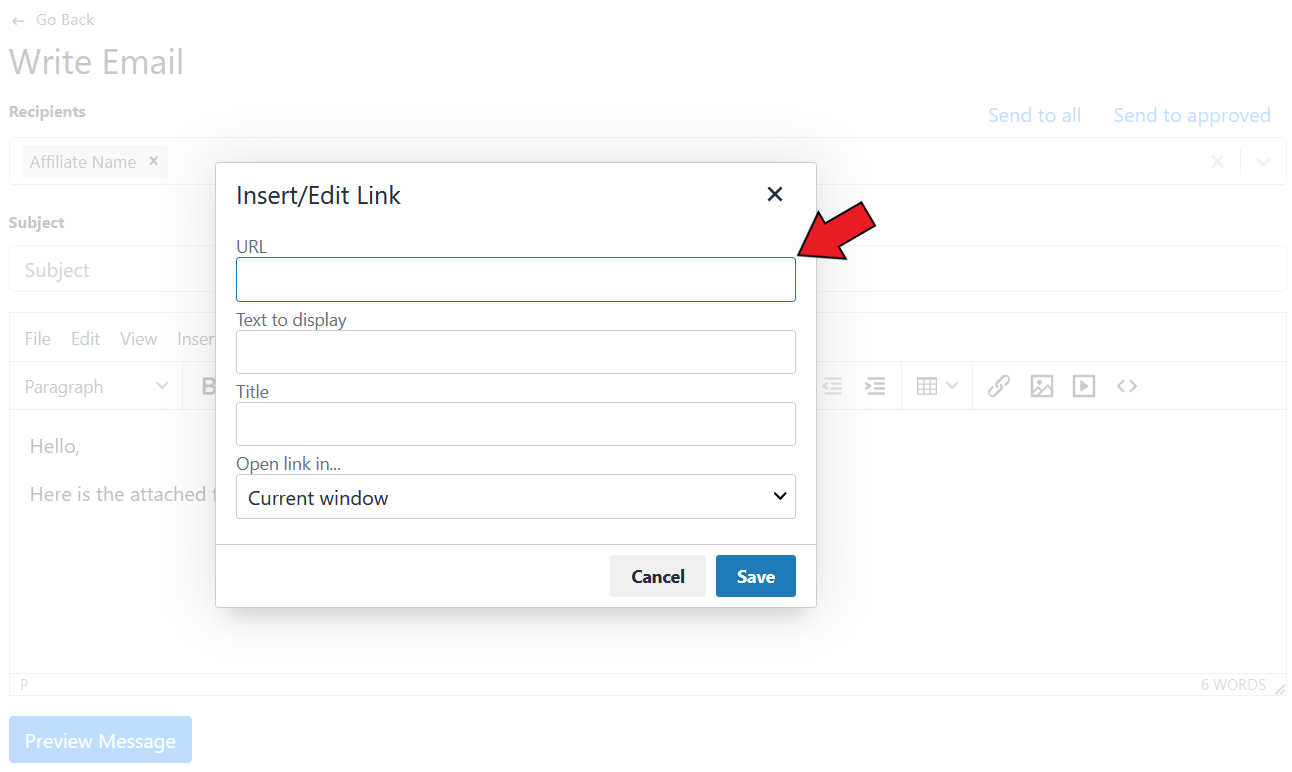 Go Back
Write Email
Recipients
Send to all
Send to approved
Affiliate Name
Insert/Edit Link
Subject
URL
Subject
Text to display
File Edit View
Paragraph
B
Title
Hello,
Open link in...
Here is the attached
Current window
Cancel
Save
P
6 WORDS
Preview Message